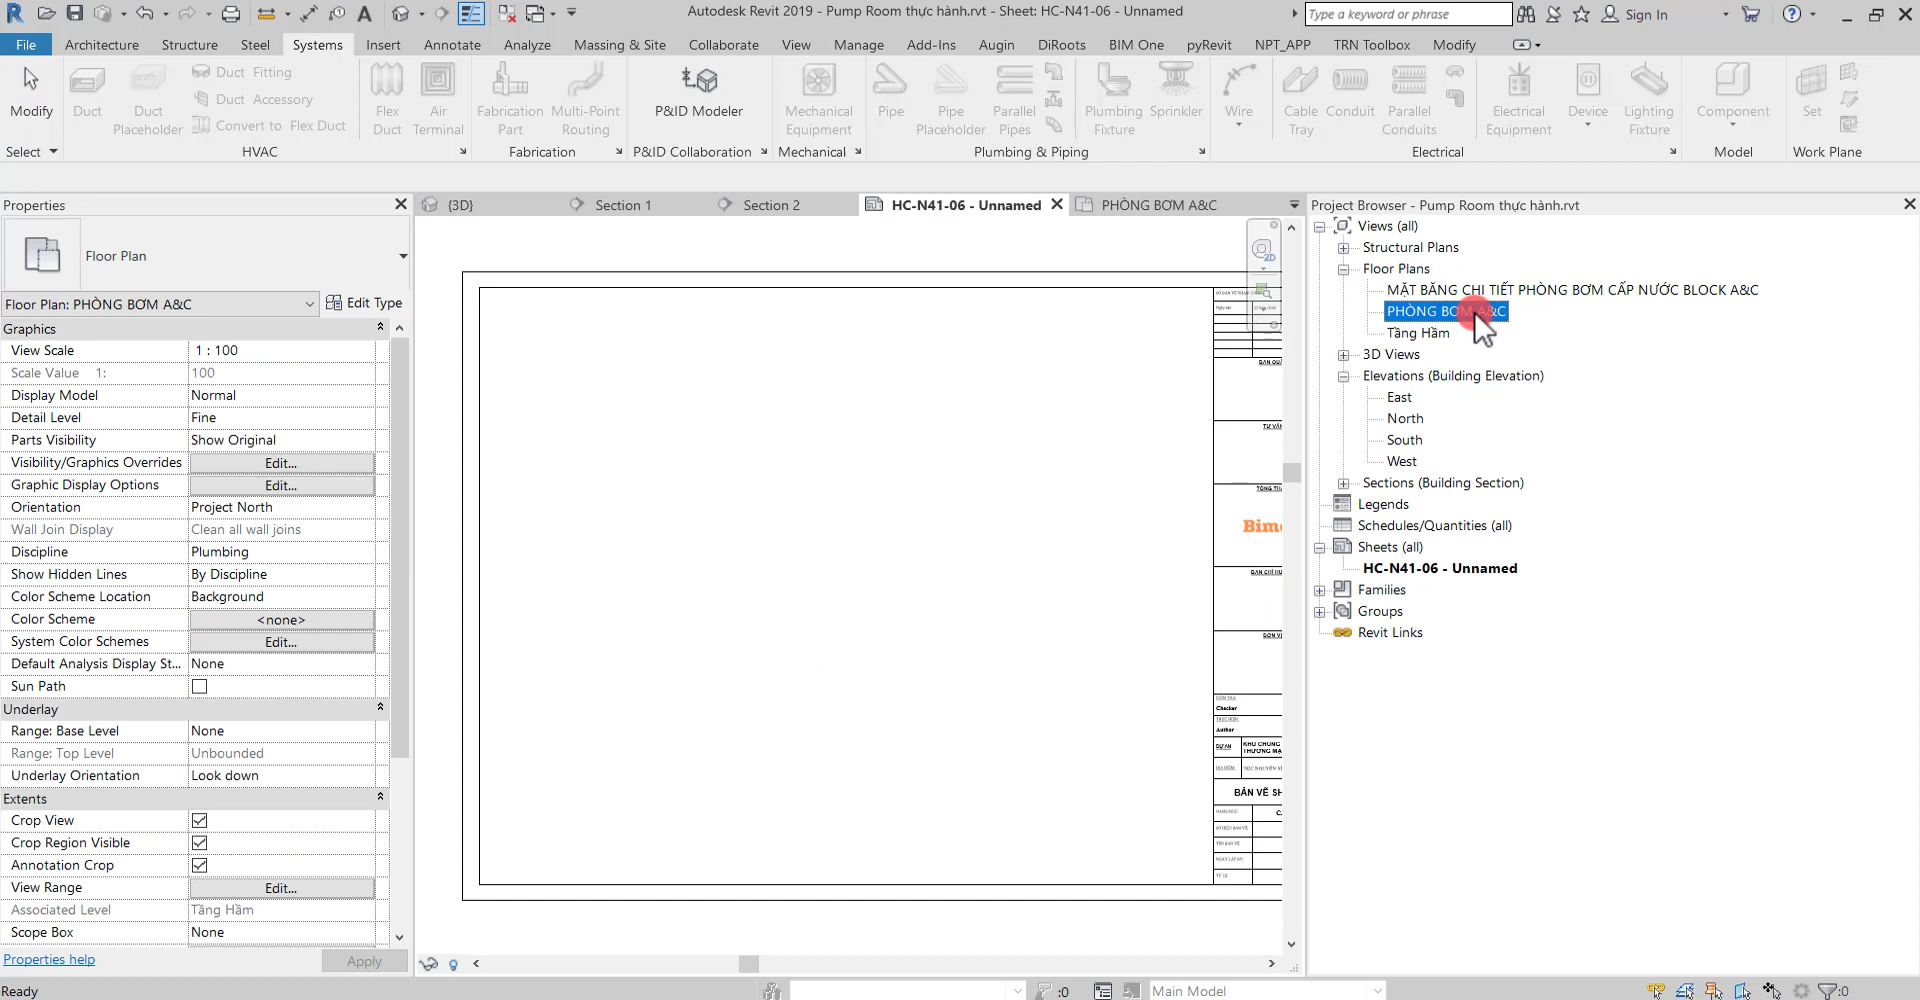 Autodesk Revit 2019 - Pump Room thực hành.rvt - Sheet: HC-N41-06 - Unnamed
Type a keyword or phrase
Sign In
File
Architecture
Structure
Steel
Systems
Insert
Annotate
Analyze
Massing & Site
Collaborate
View
Manage
Add-Ins
Augin
DiRoots
BIM One
pyRevit
NPT_APP
TRN Toolbox
Modify
Modify
Duct
Duct Placeholder
Duct Fitting
Duct Accessory
Convert to Flex Duct
Flex Duct
Air Terminal
Fabrication Part
Multi-Point Routing
P&ID Modeler
Mechanical Equipment
Pipe
Pipe Placeholder
Parallel Pipes
Plumbing Fixture
Sprinkler
Wire
Cable Tray
Conduit
Parallel Conduits
Electrical Equipment
Device
Lighting Fixture
Component
Set
Select
HVAC
Fabrication
P&ID Collaboration
Mechanical
Plumbing & Piping
Electrical
Model
Work Plane
Properties
Floor Plan
Floor Plan: PHÒNG BƠM A&C
Edit Type
Graphics
View Scale 1 : 100
Scale Value 1: 100
Display Model Normal
Detail Level Fine
Parts Visibility Show Original
Visibility/Graphics Overrides Edit...
Graphic Display Options Edit...
Orientation Project North
Wall Join Display Clean all wall joins
Discipline Plumbing
Show Hidden Lines By Discipline
Color Scheme Location Background
Color Scheme <none>
System Color Schemes Edit...
Default Analysis Display St... None
Sun Path
Underlay
Range: Base Level None
Range: Top Level Unbounded
Underlay Orientation Look down
Extents
Crop View
Crop Region Visible
Annotation Crop
View Range Edit...
Associated Level Tầng Hầm
Scope Box None
Properties help
Apply
{3D}
Section 1
Section 2
HC-N41-06 - Unnamed
PHÒNG BƠM A&C
2D
Checker
Author
DỰ ÁN
KHU CHUNG
BẢN VẼ SH
Project Browser - Pump Room thực hành.rvt
Views (all)
Structural Plans
Floor Plans
MẶT BẰNG CHI TIẾT PHÒNG BƠM CẤP NƯỚC BLOCK A&C
PHÒNG BƠM A&C
Tầng Hầm
3D Views
Elevations (Building Elevation)
East
North
South
West
Sections (Building Section)
Legends
Schedules/Quantities (all)
Sheets (all)
HC-N41-06 - Unnamed
Families
Groups
Revit Links
Ready
:0
Main Model
:0